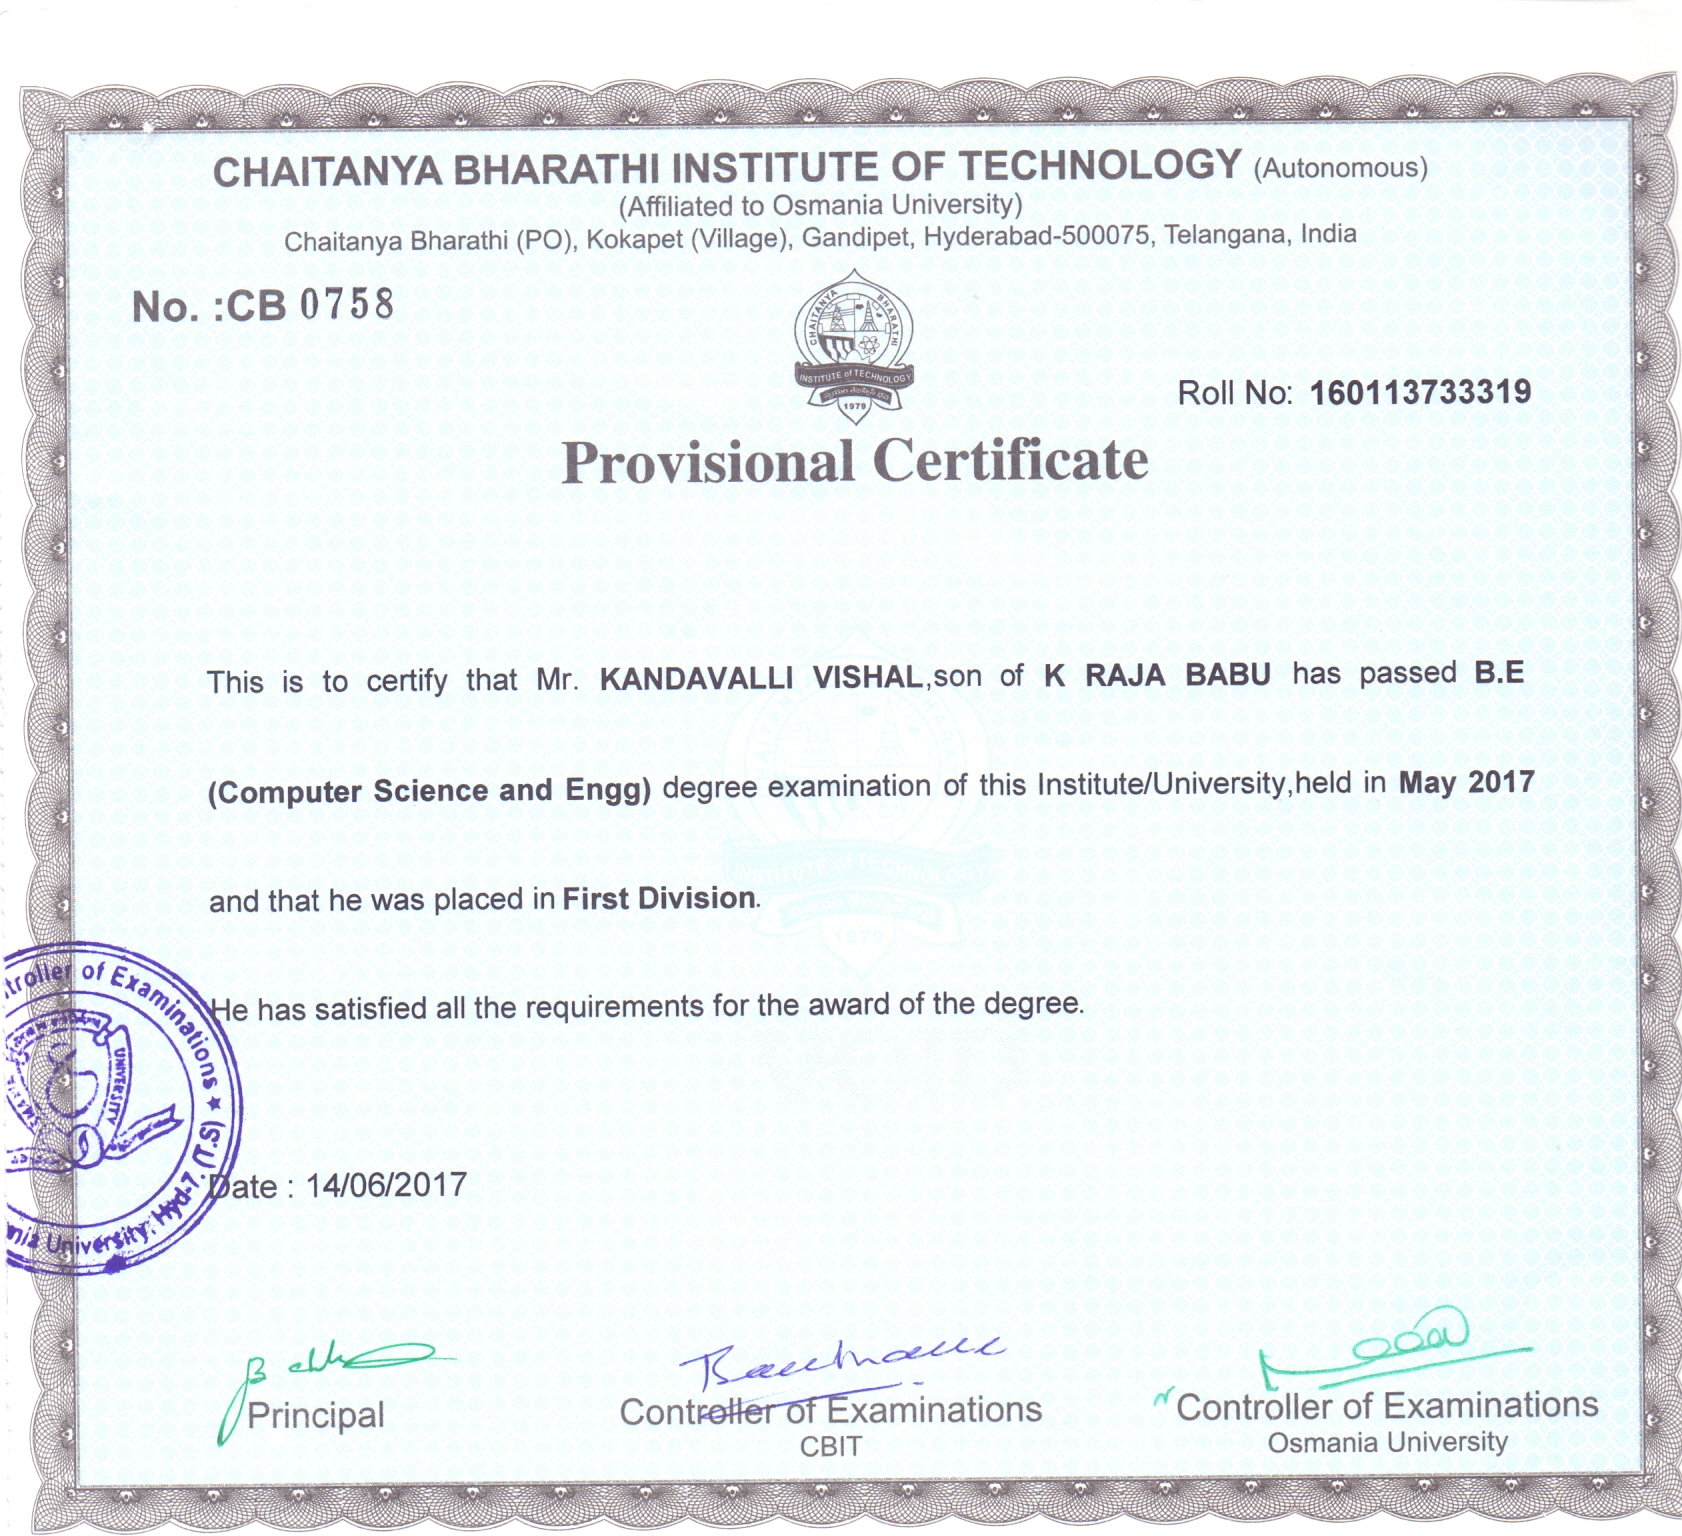 CHAITANYA BHARATHI INSTITUTE OF TECHNOLOGY (Autonomous)
(Affiliated to Osmania University)
Chaitanya Bharathi (PO), Kokapet (Village), Gandipet, Hyderabad-500075, Telangana, India
No. :CB 0758
CHAITANYA BHARATHI
INSTITUTE of TECHNOLOGY
1979
Roll No: 160113733319
Provisional Certificate
This is to certify that Mr. KANDAVALLI VISHAL,son of K RAJA BABU has passed B.E
(Computer Science and Engg) degree examination of this Institute/University,held in May 2017
and that he was placed in First Division.
He has satisfied all the requirements for the award of the degree.
troller of Examinations ★
UNIVERSITY
nia University, Hyd-7. (T.S)
Date : 14/06/2017
Principal
Controller of Examinations
CBIT
Controller of Examinations
Osmania University